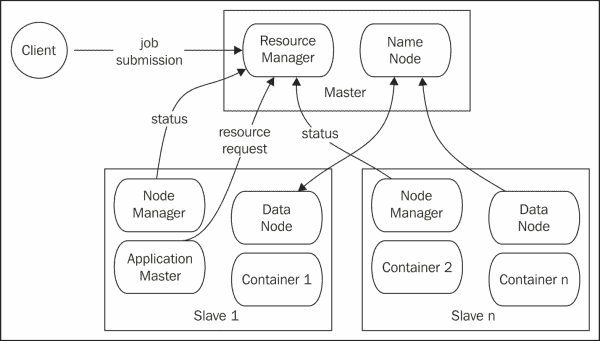 Client
job
submission
Resource
Manager
Name
Node
Master
status
resource
request
status
Node
Manager
Data
Node
Application
Master
Container 1
Slave 1
Node
Manager
Data
Node
Container 2
Container n
Slave n